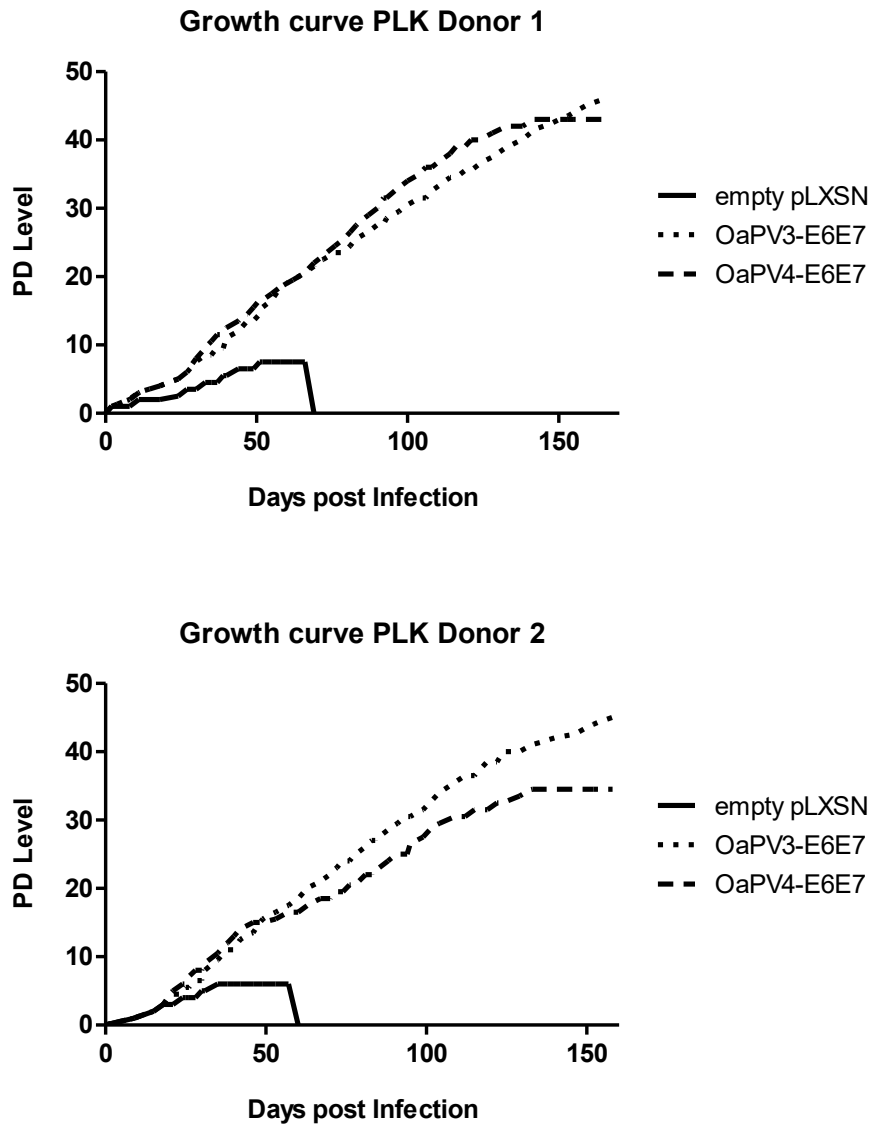 Growth curve PLK Donor 1
50
40
30
20
10
0
PD Level
0 50 100 150
Days post Infection
empty pLXSN
OaPV3-E6E7
OaPV4-E6E7
Growth curve PLK Donor 2
50
40
30
20
10
0
PD Level
0 50 100 150
Days post Infection
empty pLXSN
OaPV3-E6E7
OaPV4-E6E7